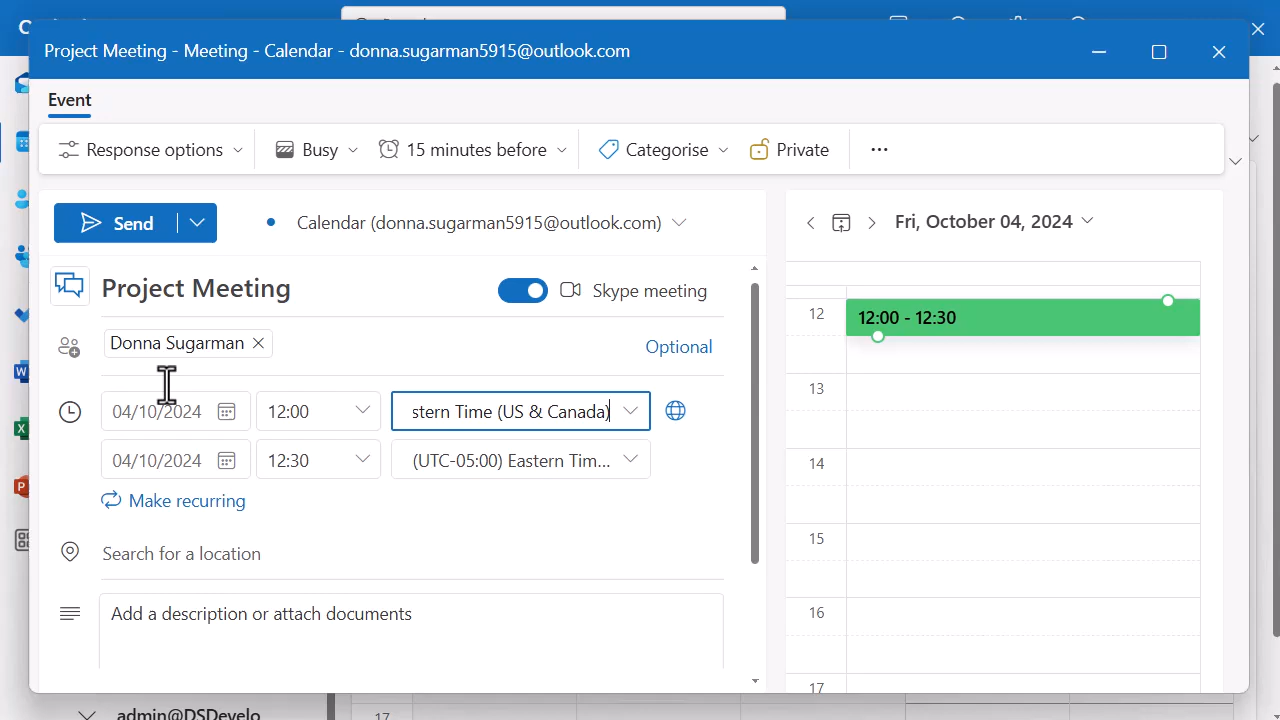 Project Meeting - Meeting - Calendar - donna.sugarman5915@outlook.com
Event
Response options Busy 15 minutes before Categorise Private ...
Send Calendar (donna.sugarman5915@outlook.com) Fri, October 04, 2024
Project Meeting Skype meeting
12 12:00 - 12:30
Donna Sugarman Optional
13
04/10/2024 12:00 stern Time (US & Canada)
04/10/2024 12:30 (UTC-05:00) Eastern Tim...
14
Make recurring
15
Search for a location
16
Add a description or attach documents
17
admin@DSDevelo 17